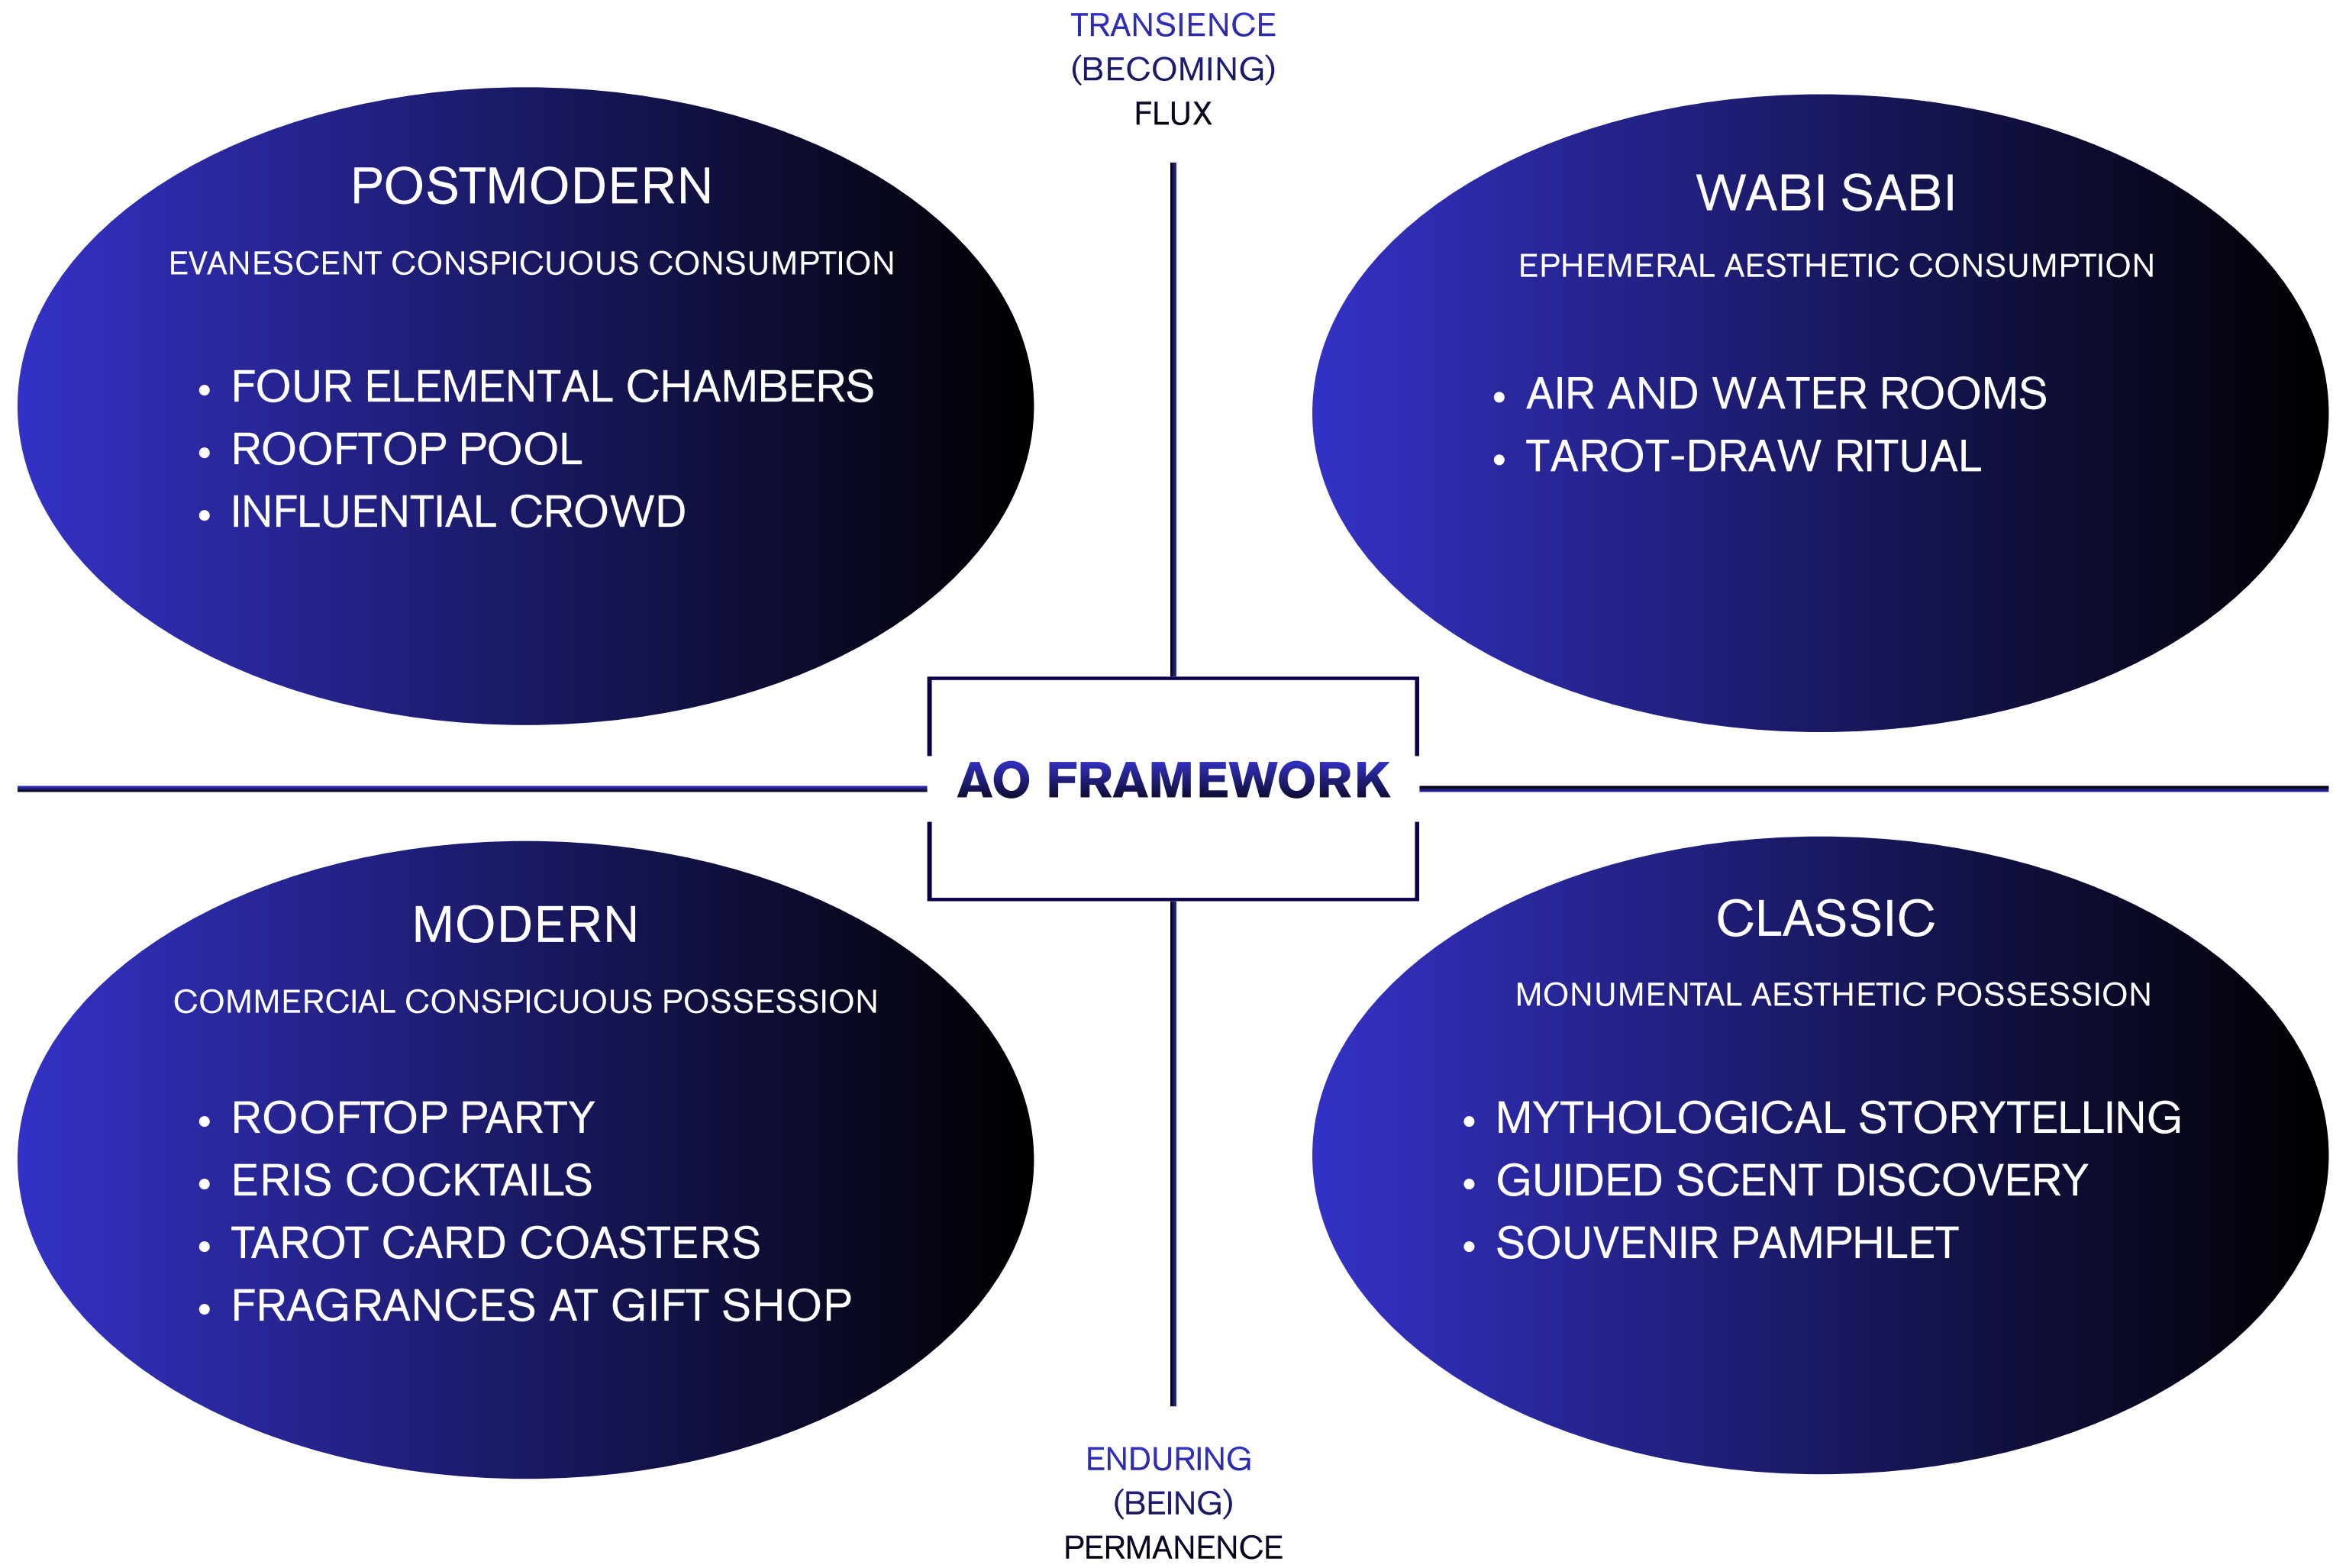 TRANSIENCE
(BECOMING)
FLUX
POSTMODERN
EVANESCENT CONSPICUOUS CONSUMPTION
• FOUR ELEMENTAL CHAMBERS
• ROOFTOP POOL
• INFLUENTIAL CROWD
WABI SABI
EPHEMERAL AESTHETIC CONSUMPTION
• AIR AND WATER ROOMS
• TAROT-DRAW RITUAL
AO FRAMEWORK
MODERN
COMMERCIAL CONSPICUOUS POSSESSION
• ROOFTOP PARTY
• ERIS COCKTAILS
• TAROT CARD COASTERS
• FRAGRANCES AT GIFT SHOP
CLASSIC
MONUMENTAL AESTHETIC POSSESSION
• MYTHOLOGICAL STORYTELLING
• GUIDED SCENT DISCOVERY
• SOUVENIR PAMPHLET
ENDURING
(BEING)
PERMANENCE